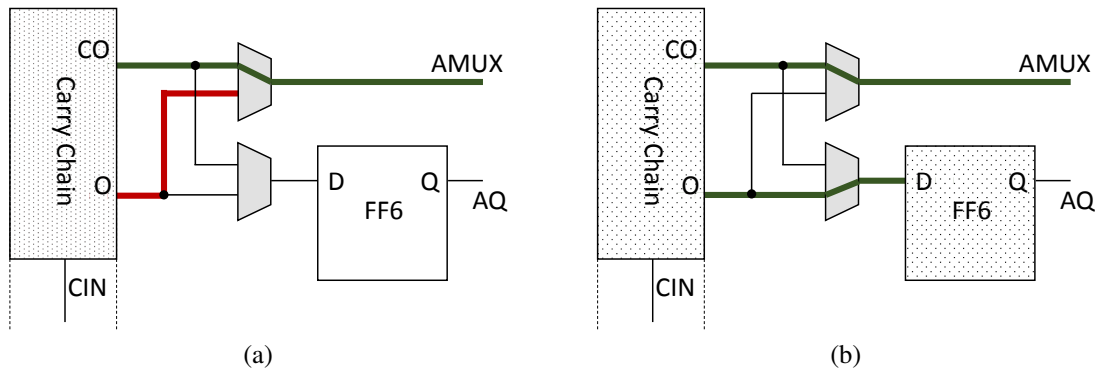 CO
AMUX
Carry Chain
O
D
Q
FF6
AQ
CIN
(a)
CO
AMUX
Carry Chain
O
D
Q
FF6
AQ
CIN
(b)